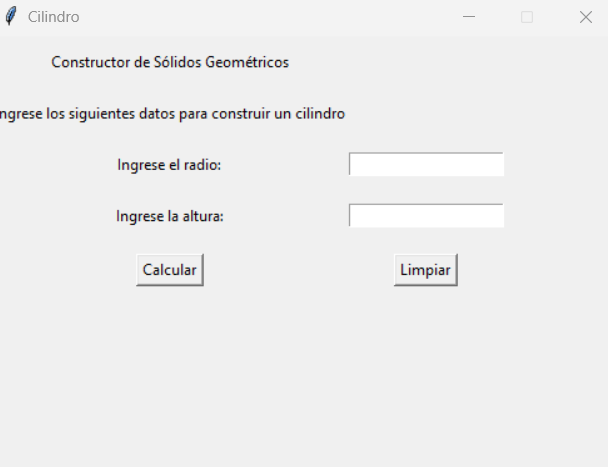 Cilindro
Constructor de Sólidos Geométricos
ngrese los siguientes datos para construir un cilindro
Ingrese el radio:
Ingrese la altura:
Calcular Limpiar